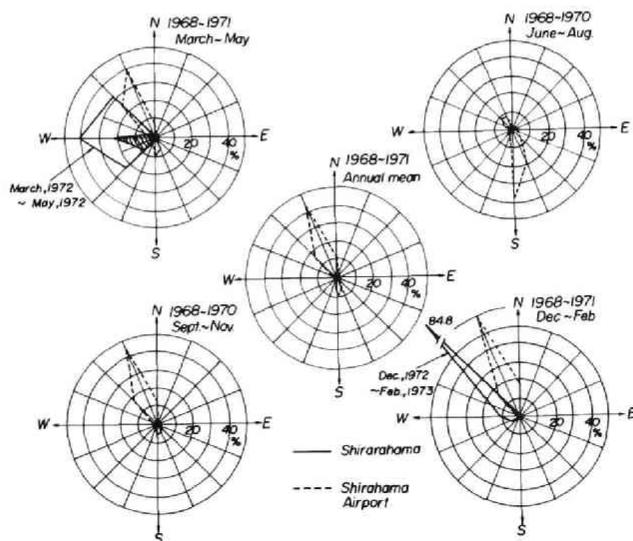 N
1968~1971
March~May
W
E
20
40
%
March, 1972
~ May, 1972
S
N
1968~1970
June~Aug.
W
E
20
40
%
S
N
1968~1971
Annual mean
W
E
20
40
%
S
N
1968~1970
Sept.~Nov.
W
E
20
40
%
S
N
1968~1971
Dec~Feb
84.8
W
E
20
40
%
Dec., 1972
~Feb., 1973
S
Shirarahama
Shirahama
Airport